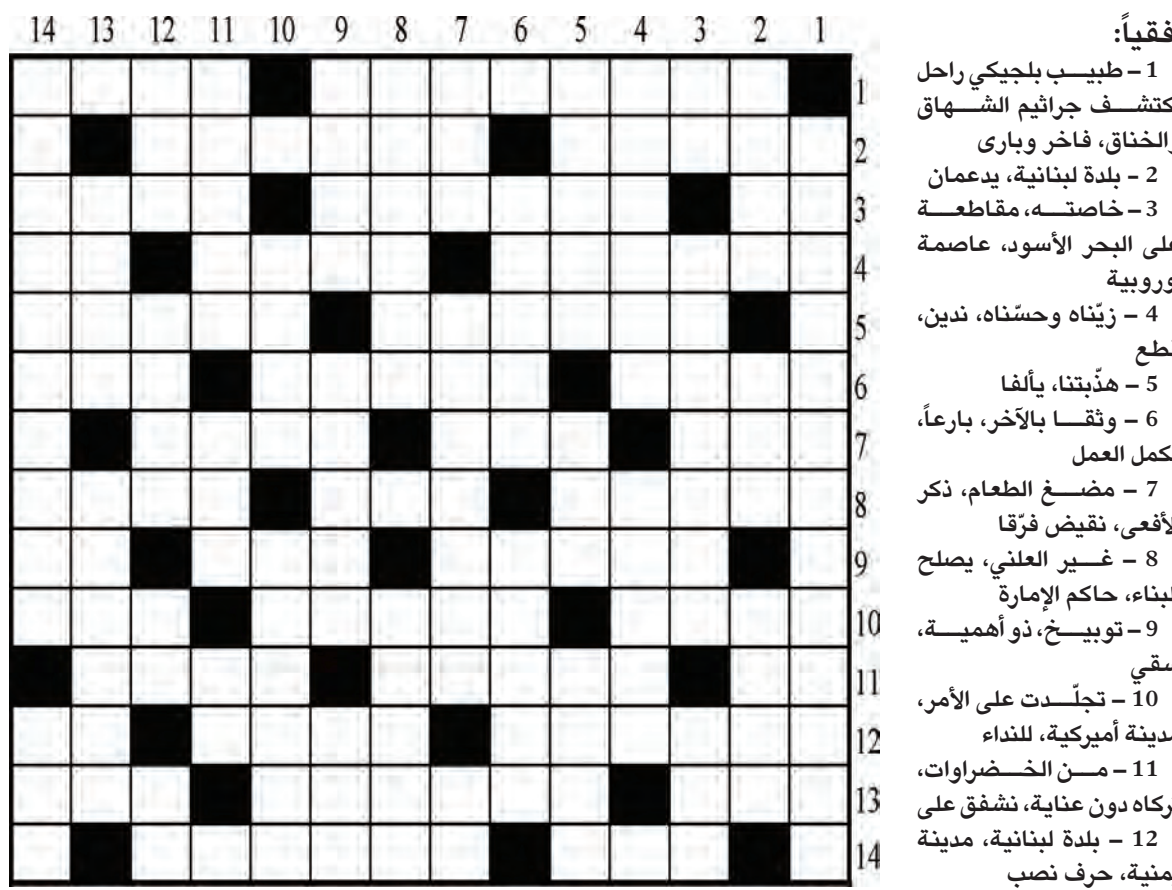 14 13 12 11 10 9 8 7 6 5 4 3 2 1
1
2
3
4
5
6
7
8
9
10
11
12
13
14
فقياً:
1 – طبيب بلجيكي راحل
كتشف جراثيم الشهاق
الخناق، فاخر وبارى
2 – بلدة لبنانية، يدعمان
3 – خاصته، مقاطعة
على البحر الأسود، عاصمة
وروبية
4 – زيّناه وحسّناه، ندين،
طع
5 – هذّبتنا، يألفا
6 – وثقا بالآخر، بارعاً،
كمل العمل
7 – مضغ الطعام، ذكر
لأفعى، نقيض فرّقا
8 – غير العلني، يصلح
لبناء، حاكم الإمارة
9 – توبيخ، ذو أهمية،
سقي
10 – تجلّدت على الأمر،
مدينة أميركية، للنداء
11 – من الخضراوات،
ركاه دون عناية، نشفق على
12 – بلدة لبنانية، مدينة
منية، حرف نصب